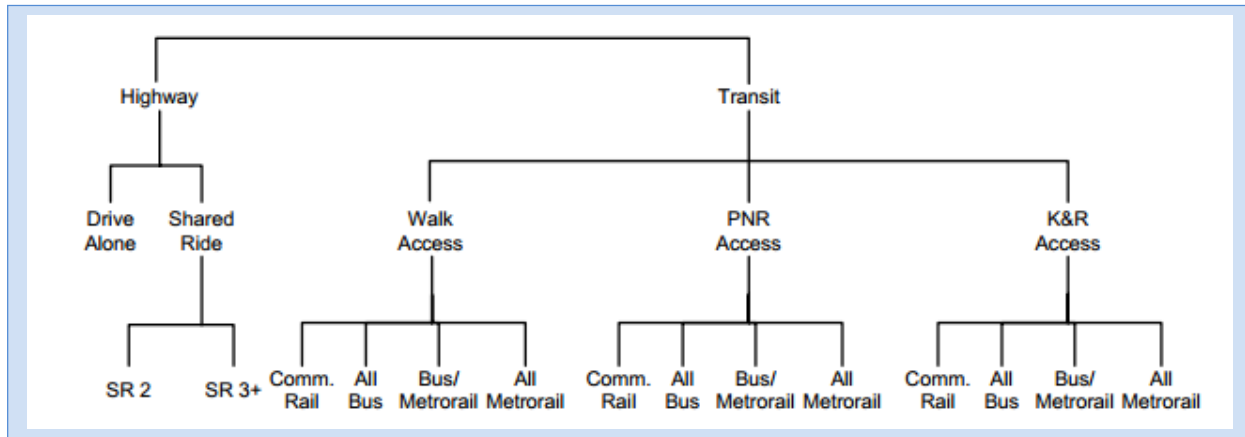 Highway
Transit
Drive
Alone
Shared
Ride
Walk
Access
PNR
Access
K&R
Access
SR 2
SR 3+
Comm.
Rail
All
Bus
Bus/
Metrorail
All
Metrorail
Comm.
Rail
All
Bus
Bus/
Metrorail
All
Metrorail
Comm.
Rail
All
Bus
Bus/
Metrorail
All
Metrorail